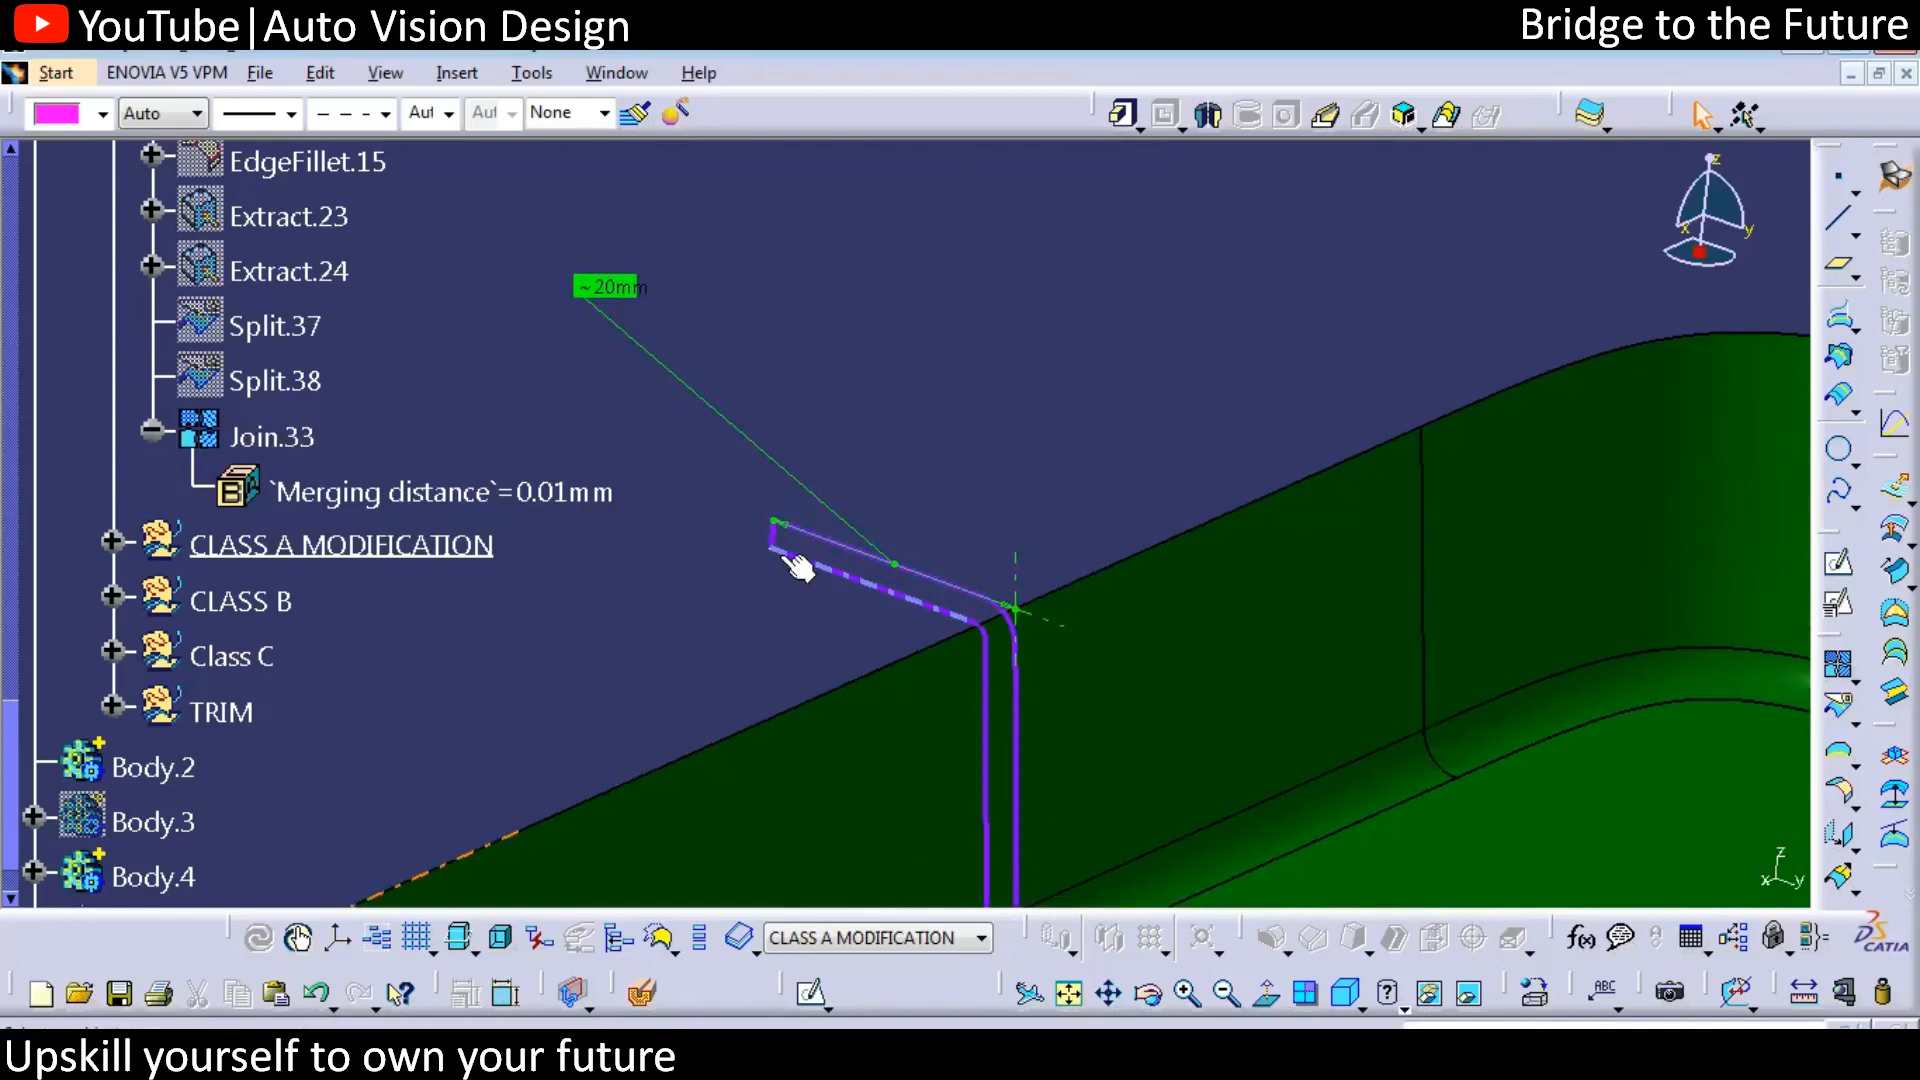 YouTube|Auto Vision Design
Bridge to the Future
Start ENOVIA V5 VPM File Edit View Insert Tools Window Help
Auto Aut Aut None
EdgeFillet.15
Extract.23
Extract.24
Split.37
Split.38
Join.33
`Merging distance`=0.01mm
CLASS A MODIFICATION
CLASS B
Class C
TRIM
Body.2
Body.3
Body.4
~20mm
z
x y
z
x y
CLASS A MODIFICATION
f(x)
DS CATIA
ABC
Upskill yourself to own your future